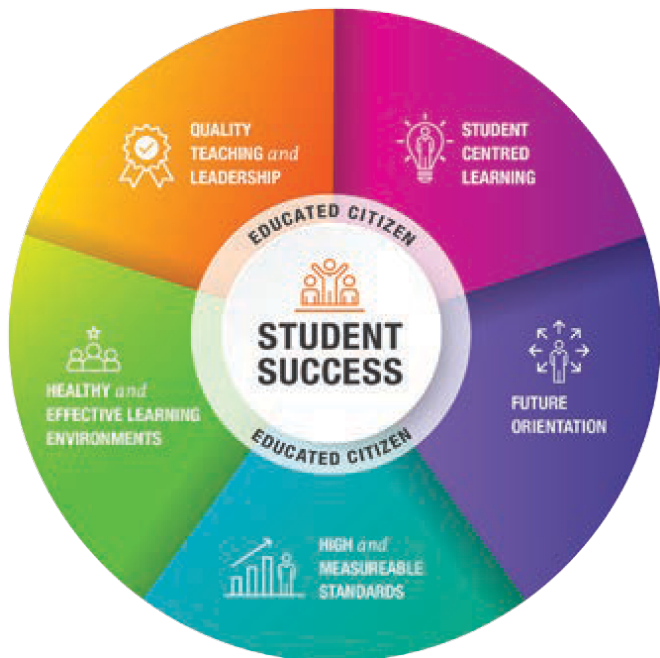 QUALITY
TEACHING and
LEADERSHIP
STUDENT
CENTRED
LEARNING
EDUCATED CITIZEN
STUDENT
SUCCESS
HEALTHY and
EFFECTIVE LEARNING
ENVIRONMENTS
FUTURE
ORIENTATION
EDUCATED CITIZEN
HIGH and
MEASUREABLE
STANDARDS